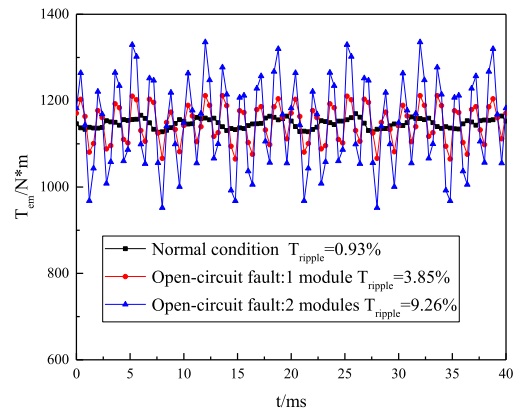 1400
1200
1000
800
600
T_em/N*m
Normal condition T_ripple=0.93%
Open-circuit fault:1 module T_ripple=3.85%
Open-circuit fault:2 modules T_ripple=9.26%
0 5 10 15 20 25 30 35 40
t/ms